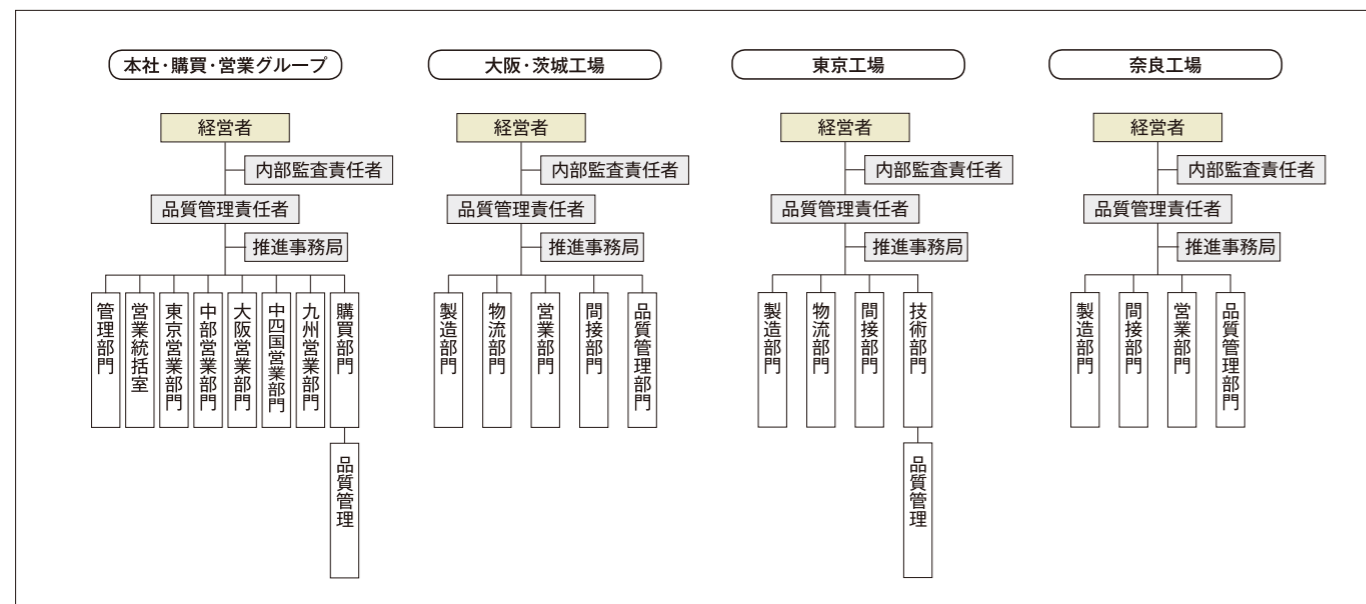 本社・購買・営業グループ
経営者
内部監査責任者
品質管理責任者
推進事務局
管理部門
営業統括室
東京営業部門
中部営業部門
大阪営業部門
中四国営業部門
九州営業部門
購買部門
品質管理
大阪・茨城工場
経営者
内部監査責任者
品質管理責任者
推進事務局
製造部門
物流部門
営業部門
間接部門
品質管理部門
東京工場
経営者
内部監査責任者
品質管理責任者
推進事務局
製造部門
物流部門
間接部門
技術部門
品質管理
奈良工場
経営者
内部監査責任者
品質管理責任者
推進事務局
製造部門
間接部門
営業部門
品質管理部門